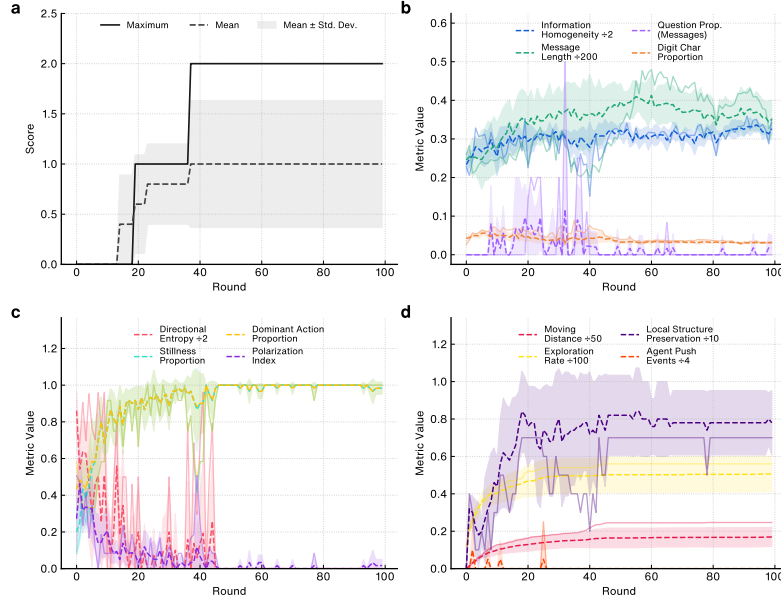 a
Maximum
Mean
Mean ± Std. Dev.
2.5
2.0
1.5
1.0
0.5
0.0
Score
0
20
40
60
80
100
Round
b
Information
Homogeneity ÷2
Message
Length ÷200
Question Prop.
(Messages)
Digit Char
Proportion
0.6
0.5
0.4
0.3
0.2
0.1
0.0
Metric Value
0
20
40
60
80
100
Round
c
Directional
Entropy ÷2
Stillness
Proportion
Dominant Action
Proportion
Polarization
Index
1.2
1.0
0.8
0.6
0.4
0.2
0.0
Metric Value
0
20
40
60
80
100
Round
d
Moving
Distance ÷50
Exploration
Rate ÷100
Local Structure
Preservation ÷10
Agent Push
Events ÷4
1.2
1.0
0.8
0.6
0.4
0.2
0.0
Metric Value
0
20
40
60
80
100
Round